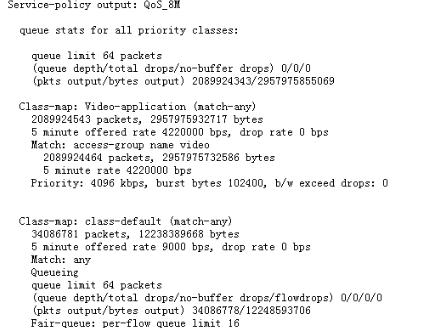 Service-policy output: QoS_8M
queue stats for all priority classes:
queue limit 64 packets
(queue depth/total drops/no-buffer drops) 0/0/0
(pkts output/bytes output) 2089924343/2957975855069
Class-map: Video-application (match-any)
2089924543 packets, 2957975932717 bytes
5 minute offered rate 4220000 bps, drop rate 0 bps
Match: access-group name video
2089924464 packets, 2957975732586 bytes
5 minute rate 4220000 bps
Priority: 4096 kbps, burst bytes 102400, b/w exceed drops: 0
Class-map: class-default (match-any)
34086781 packets, 12238389668 bytes
5 minute offered rate 9000 bps, drop rate 0 bps
Match: any
Queueing
queue limit 64 packets
(queue depth/total drops/no-buffer drops/flowdrops) 0/0/0/0
(pkts output/bytes output) 34086778/12248593706
Fair-queue: per-flow queue limit 16